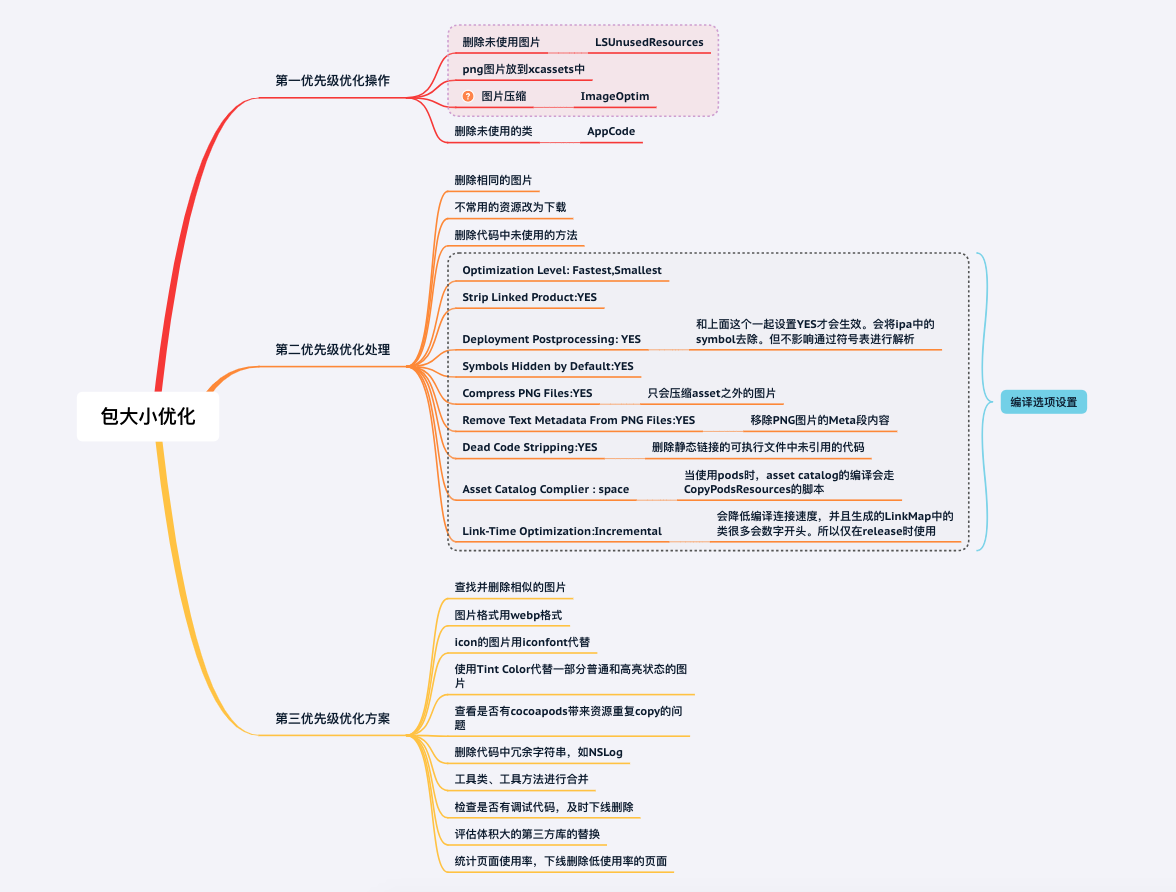 包大小优化
第一优先级优化操作
删除未使用图片
LSUnusedResources
png图片放到xcassets中
?
图片压缩
ImageOptim
删除未使用的类
AppCode
第二优先级优化处理
删除相同的图片
不常用的资源改为下载
删除代码中未使用的方法
Optimization Level: Fastest,Smallest
Strip Linked Product:YES
Deployment Postprocessing: YES
和上面这个一起设置YES才会生效。会将ipa中的
symbol去除。但不影响通过符号表进行解析
Symbols Hidden by Default:YES
Compress PNG Files:YES
只会压缩asset之外的图片
Remove Text Metadata From PNG Files:YES
移除PNG图片的Meta段内容
Dead Code Stripping:YES
删除静态链接的可执行文件中未引用的代码
Asset Catalog Complier : space
当使用pods时，asset catalog的编译会走
CopyPodsResources的脚本
Link-Time Optimization:Incremental
会降低编译连接速度，并且生成的LinkMap中的
类很多会数字开头。所以仅在release时使用
编译选项设置
第三优先级优化方案
查找并删除相似的图片
图片格式用webp格式
icon的图片用iconfont代替
使用Tint Color代替一部分普通和高亮状态的图
片
查看是否有cocoapods带来资源重复copy的问
题
删除代码中冗余字符串，如NSLog
工具类、工具方法进行合并
检查是否有调试代码，及时下线删除
评估体积大的第三方库的替换
统计页面使用率，下线删除低使用率的页面